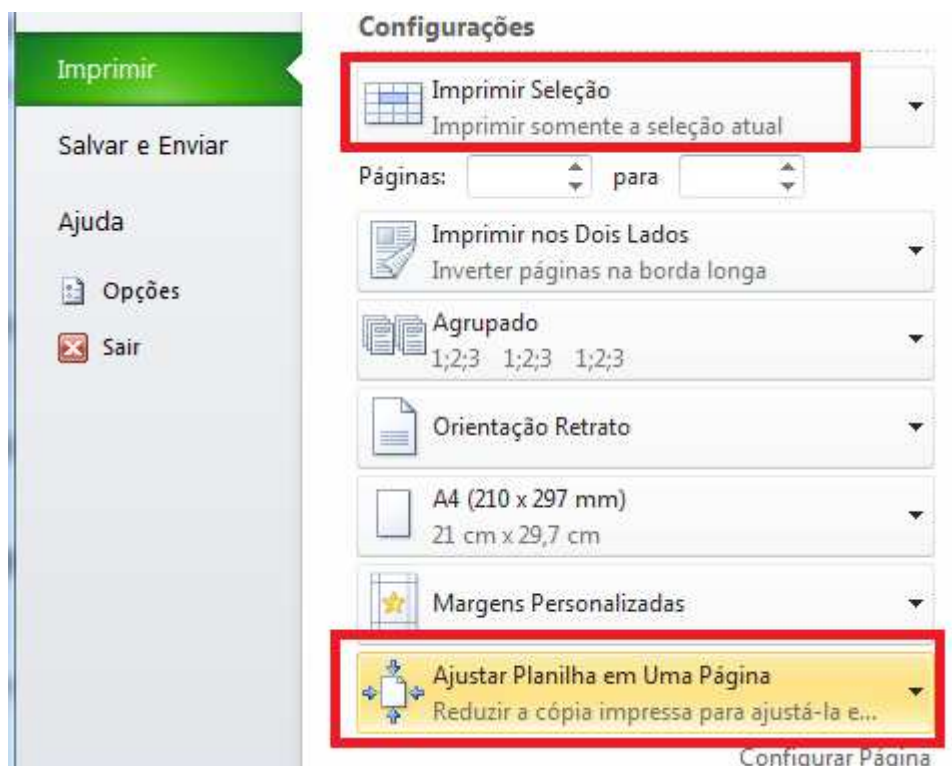 Imprimir
Salvar e Enviar
Ajuda
Opções
Sair
Configurações
Imprimir Seleção
Imprimir somente a seleção atual
Páginas: para
Imprimir nos Dois Lados
Inverter páginas na borda longa
Agrupado
1;2;3 1;2;3 1;2;3
Orientação Retrato
A4 (210 x 297 mm)
21 cm x 29,7 cm
Margens Personalizadas
Ajustar Planilha em Uma Página
Reduzir a cópia impressa para ajustá-la e...
Configurar Página